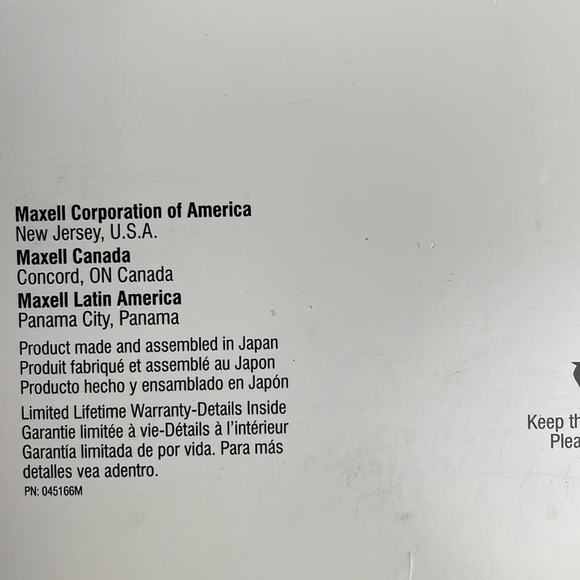 Maxell Corporation of America
New Jersey, U.S.A.
Maxell Canada
Concord, ON Canada
Maxell Latin America
Panama City, Panama
Product made and assembled in Japan
Produit fabriqué et assemblé au Japon
Producto hecho y ensamblado en Japón
Limited Lifetime Warranty-Details Inside
Garantie limitée à vie-Détails à l'intérieur
Garantía limitada de por vida. Para más
detalles vea adentro.
PN: 045166M
Keep